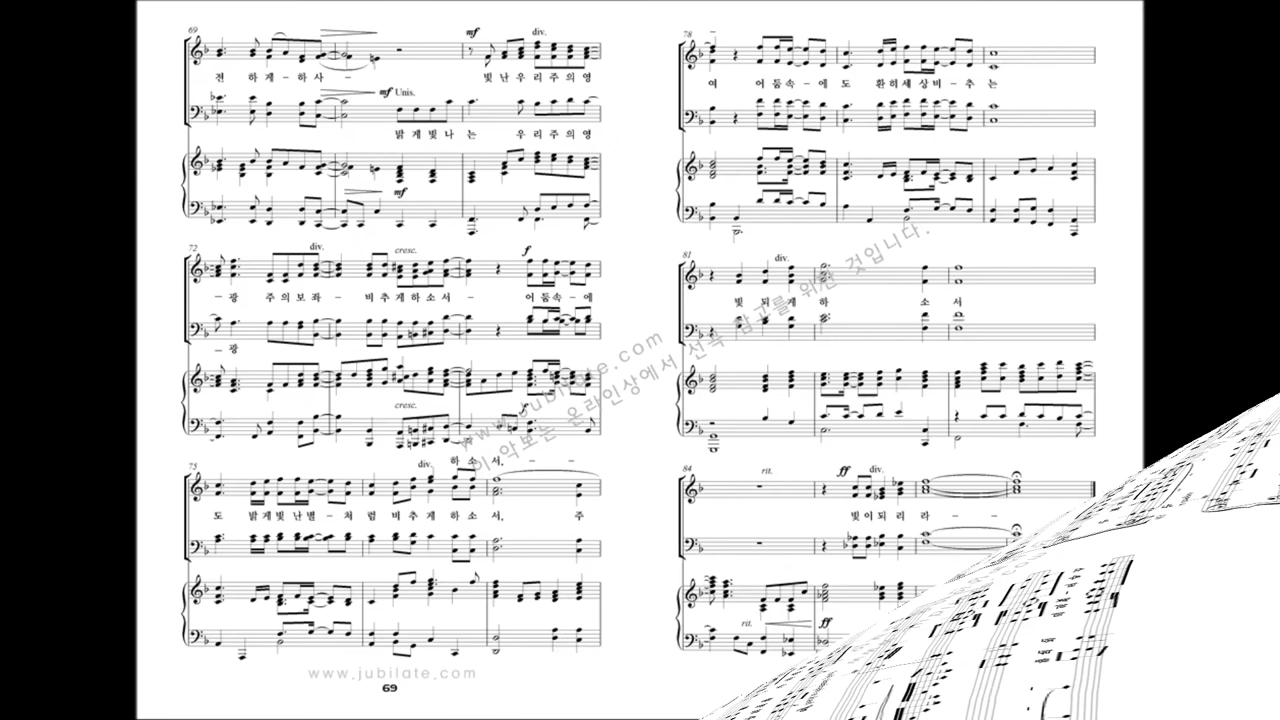 69
mf div.
전 하 게 - 하 사 - 빛 난 우 리 주 의 영
mf Unis.
밝 게 빛 나 는 우 리 주 의 영
mf
72 div. cresc. f
- 광 주 의 보 좌 - 비 추 게 하 소 서 - 어 둠 속 - 에
- 광
cresc. f
하 소 서, - -
75 div.
도 밝 게 빛 난 별 - 처 럼 비 추 게 하 소 서, 주
www.jubilate.com
69
78
여 어 둠 속 - 에 도 환 히 세 상 비 - 추 는
81 div.
빛 되 게 하 소 서
84 rit. ff div.
빛 이 되 리 라 - -
rit. ff
www.jubilate.com
이 악보는 온라인상에서 선곡 참고를 위한 것입니다.